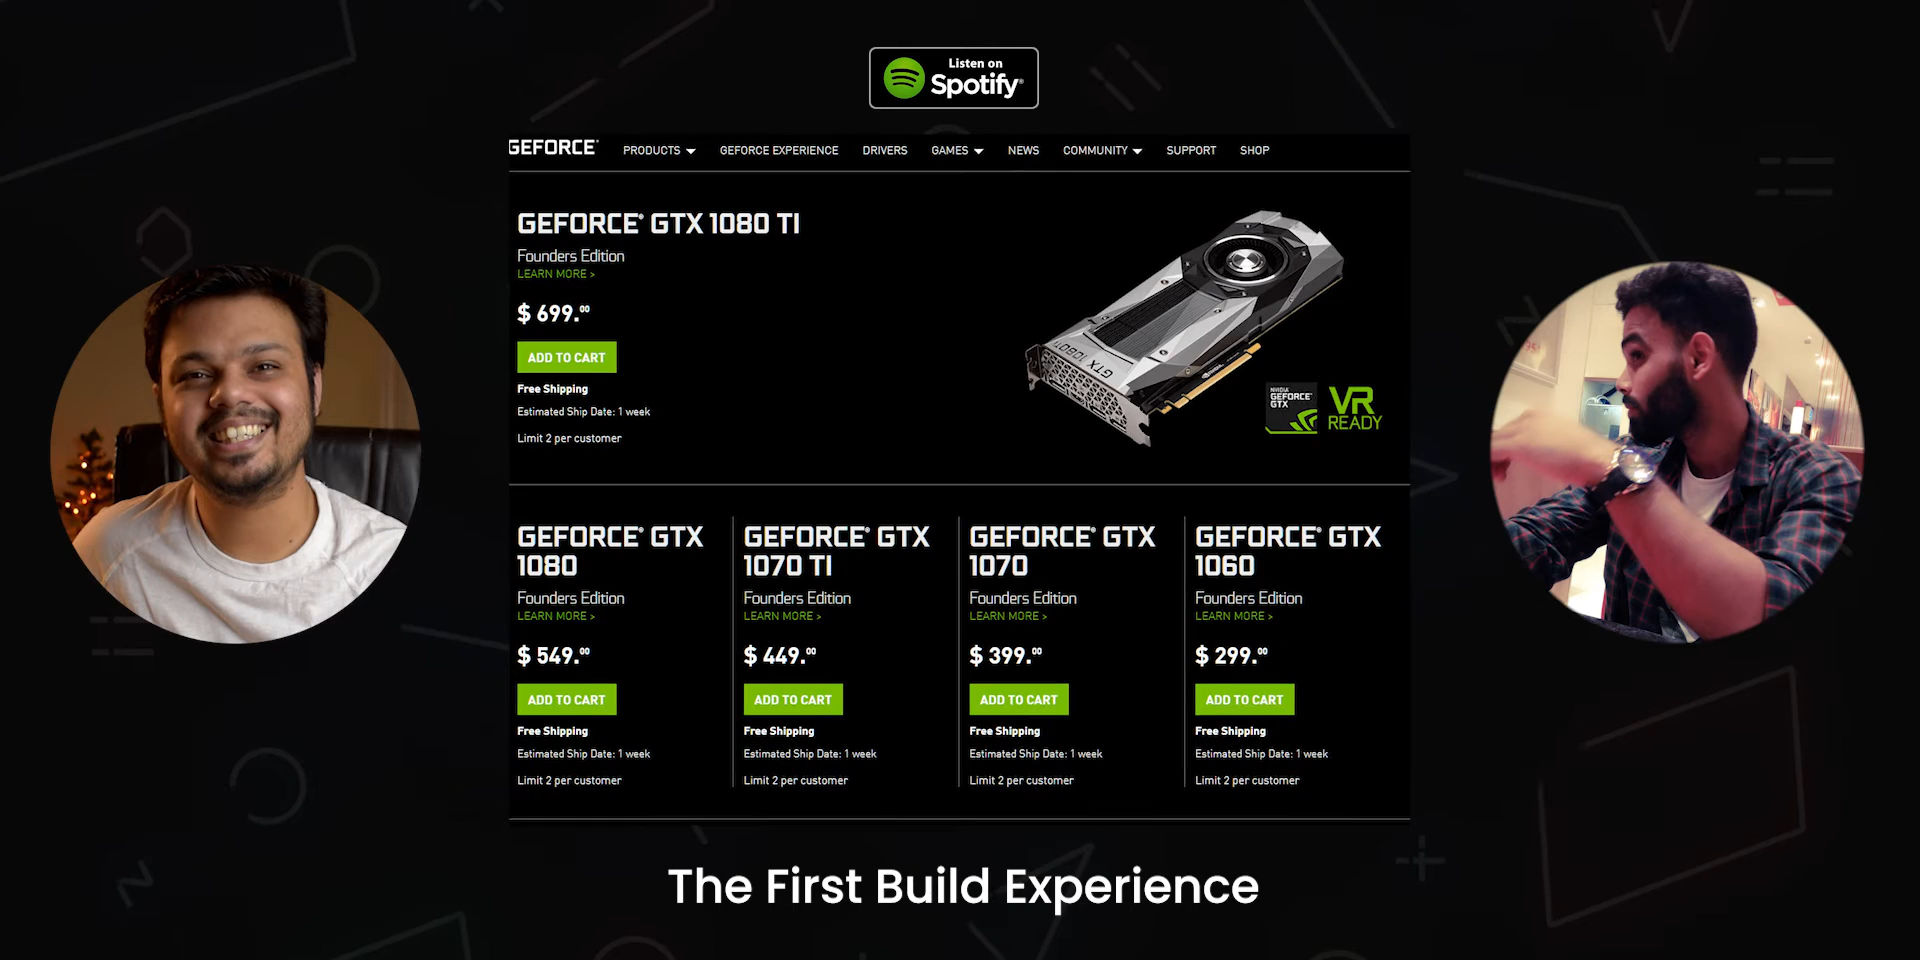 Listen on
Spotify®
GEFORCE®
PRODUCTS
GEFORCE EXPERIENCE
DRIVERS
GAMES
NEWS
COMMUNITY
SUPPORT
SHOP
GEFORCE® GTX 1080 TI
Founders Edition
LEARN MORE >
$ 699.00
ADD TO CART
Free Shipping
Estimated Ship Date: 1 week
Limit 2 per customer
GTX 1080Ti
NVIDIA
GEFORCE®
GTX
VR
READY
GEFORCE® GTX
1080
Founders Edition
LEARN MORE >
$ 549.00
ADD TO CART
Free Shipping
Estimated Ship Date: 1 week
Limit 2 per customer
GEFORCE® GTX
1070 TI
Founders Edition
LEARN MORE >
$ 449.00
ADD TO CART
Free Shipping
Estimated Ship Date: 1 week
Limit 2 per customer
GEFORCE® GTX
1070
Founders Edition
LEARN MORE >
$ 399.00
ADD TO CART
Free Shipping
Estimated Ship Date: 1 week
Limit 2 per customer
GEFORCE® GTX
1060
Founders Edition
LEARN MORE >
$ 299.00
ADD TO CART
Free Shipping
Estimated Ship Date: 1 week
Limit 2 per customer
The First Build Experience